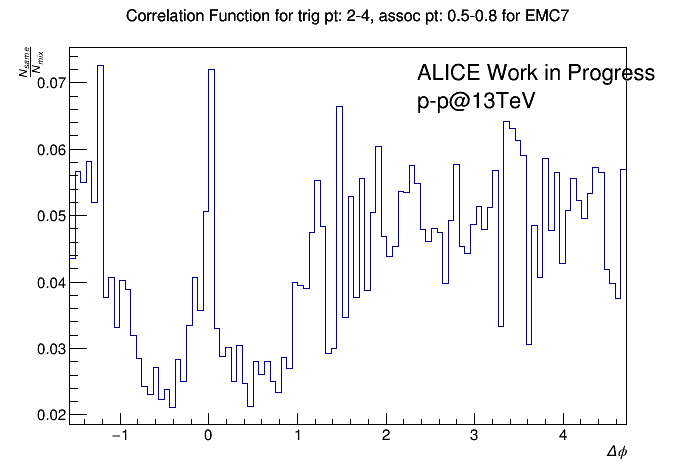 Correlation Function for trig pt: 2-4, assoc pt: 0.5-0.8 for EMC7
N_same
N_mix
ALICE Work in Progress
p-p@13TeV
0.07
0.06
0.05
0.04
0.03
0.02
−1 0 1 2 3 4
Δϕ